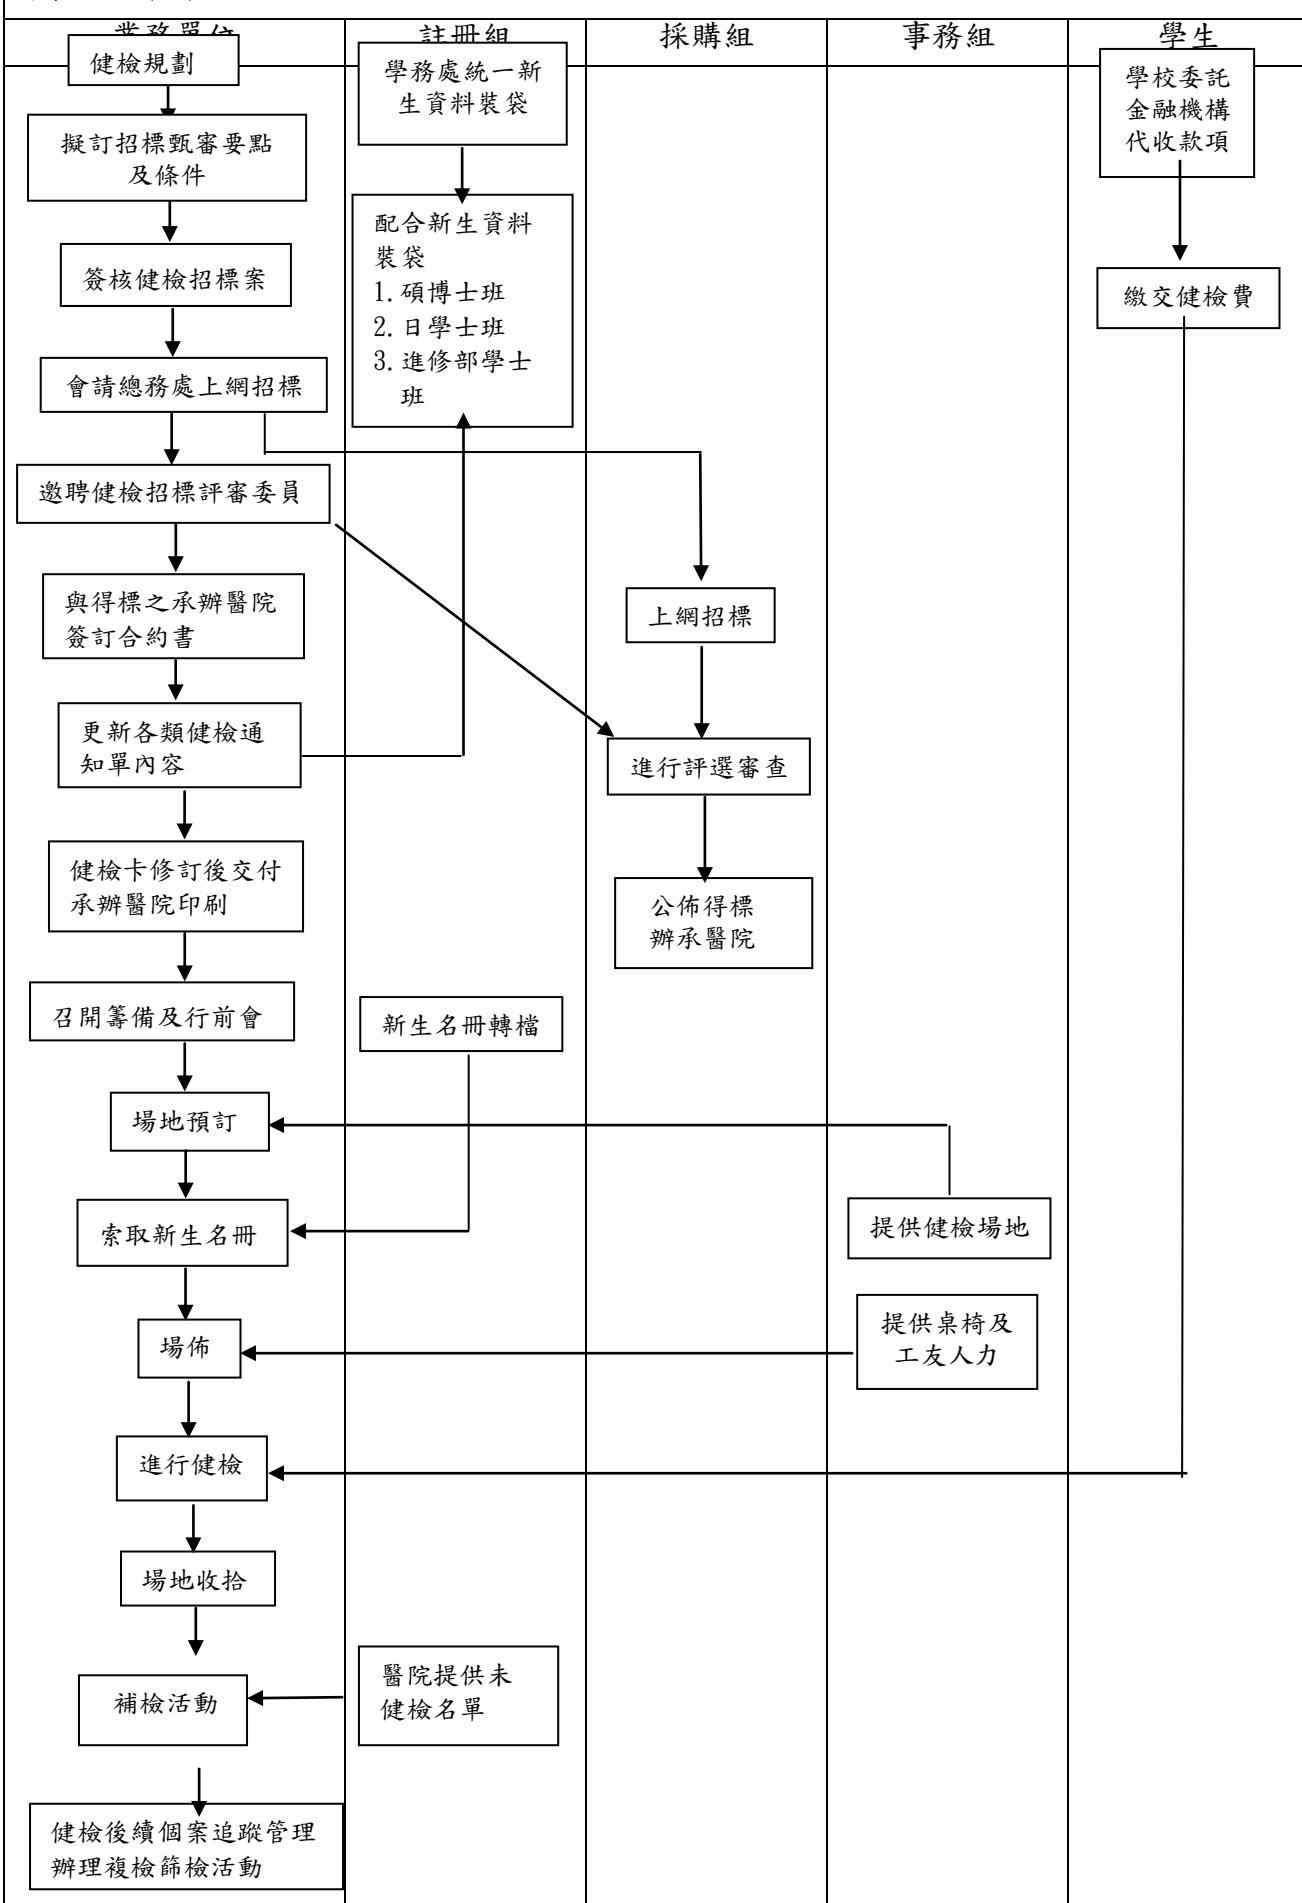 業務單位
註冊組
採購組
事務組
學生
健檢規劃
擬訂招標甄審要點
及條件
簽核健檢招標案
會請總務處上網招標
邀聘健檢招標評審委員
與得標之承辦醫院
簽訂合約書
更新各類健檢通
知單內容
健檢卡修訂後交付
承辦醫院印刷
召開籌備及行前會
場地預訂
索取新生名冊
場佈
進行健檢
場地收拾
補檢活動
健檢後續個案追蹤管理
辦理複檢篩檢活動
學務處統一新
生資料裝袋
配合新生資料
裝袋
1.碩博士班
2.日學士班
3.進修部學士
班
新生名冊轉檔
醫院提供未
健檢名單
上網招標
進行評選審查
公佈得標
辦承醫院
提供健檢場地
提供桌椅及
工友人力
學校委託
金融機構
代收款項
繳交健檢費